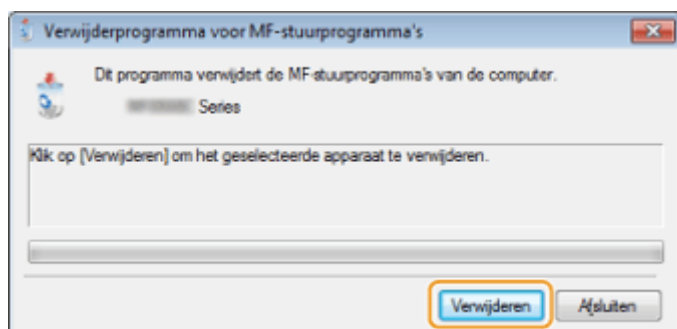 Verwijderprogramma voor MF-stuurprogramma's
Dit programma verwijdert de MF-stuurprogramma's van de computer.
Series
Klik op [Verwijderen] om het geselecteerde apparaat te verwijderen.
Verwijderen
Afsluiten